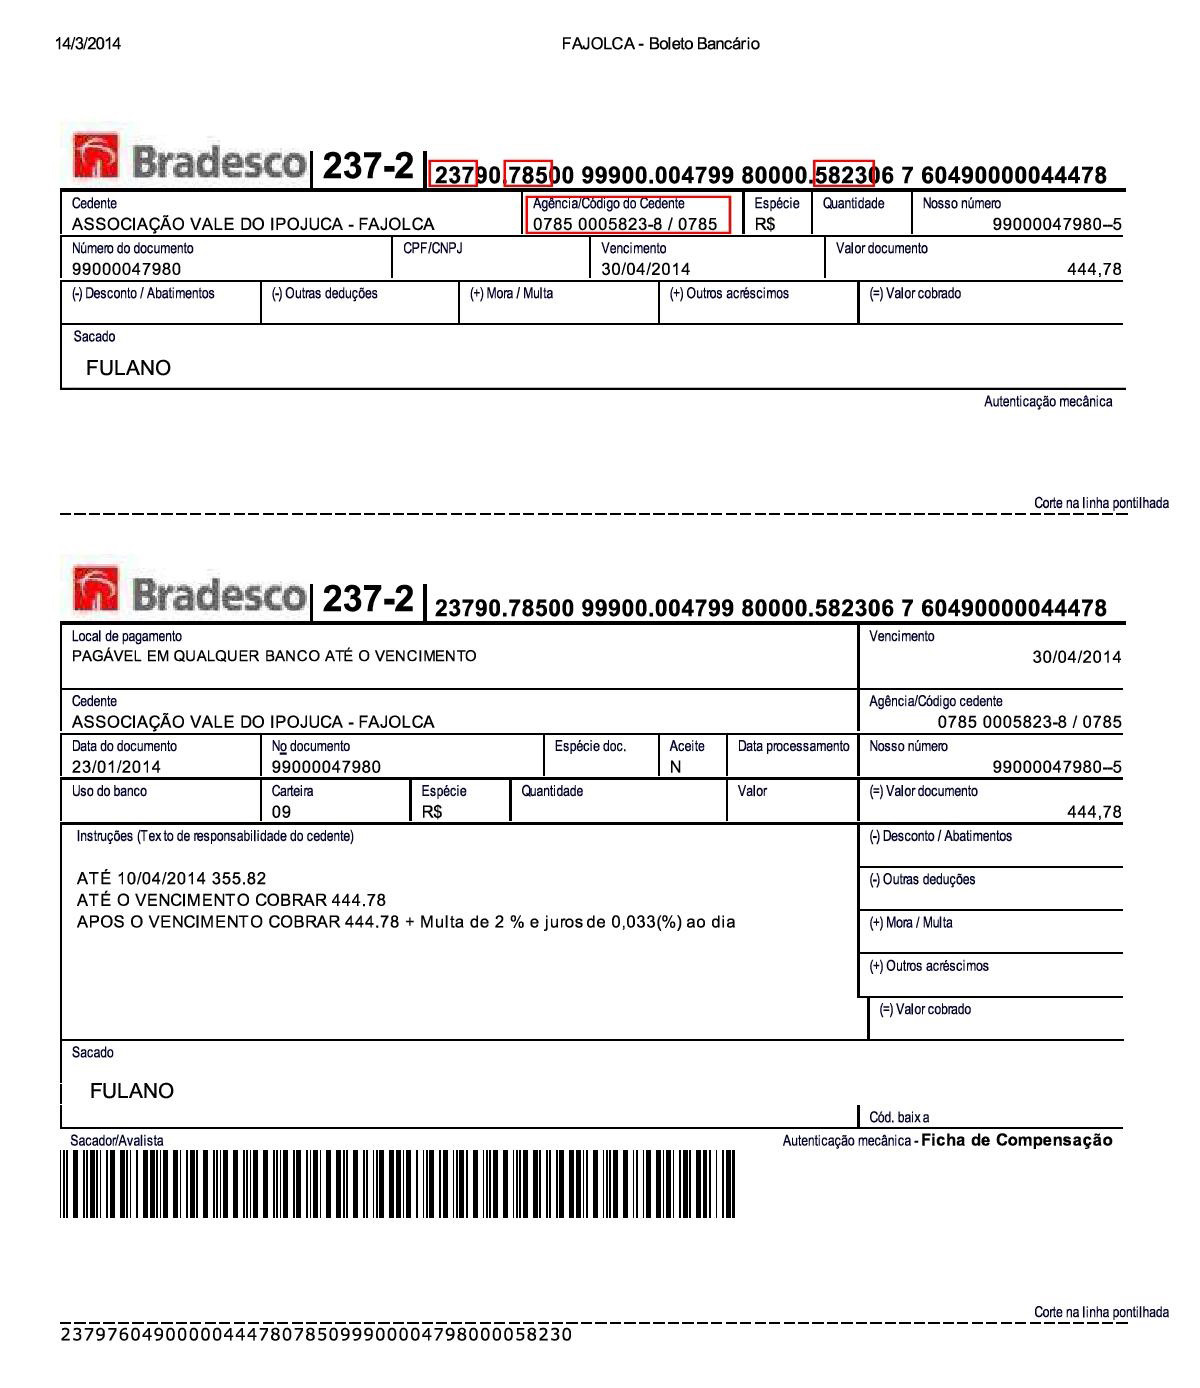 14/3/2014 FAJOLCA - Boleto Bancário
Bradesco 237-2 23790.78500 99900.004799 80000.582306 7 60490000044478
Cedente Agência/Código do Cedente Espécie Quantidade Nosso número
ASSOCIAÇÃO VALE DO IPOJUCA - FAJOLCA 0785 0005823-8 / 0785 R$ 99000047980--5
Número do documento CPF/CNPJ Vencimento Valor documento
99000047980 30/04/2014 444,78
(-) Desconto / Abatimentos (-) Outras deduções (+) Mora / Multa (+) Outros acréscimos (=) Valor cobrado
Sacado
FULANO
Autenticação mecânica
Corte na linha pontilhada
Bradesco 237-2 23790.78500 99900.004799 80000.582306 7 60490000044478
Local de pagamento Vencimento
PAGÁVEL EM QUALQUER BANCO ATÉ O VENCIMENTO 30/04/2014
Cedente Agência/Código cedente
ASSOCIAÇÃO VALE DO IPOJUCA - FAJOLCA 0785 0005823-8 / 0785
Data do documento No documento Espécie doc. Aceite Data processamento Nosso número
23/01/2014 99000047980 N 99000047980--5
Uso do banco Carteira Espécie Quantidade Valor (=) Valor documento
09 R$ 444,78
Instruções (Texto de responsabilidade do cedente) (-) Desconto / Abatimentos
ATÉ 10/04/2014 355.82 (-) Outras deduções
ATÉ O VENCIMENTO COBRAR 444.78
APOS O VENCIMENTO COBRAR 444.78 + Multa de 2 % e juros de 0,033(%) ao dia (+) Mora / Multa
(+) Outros acréscimos
(=) Valor cobrado
Sacado
FULANO
Cód. baixa
Sacador/Avalista Autenticação mecânica - Ficha de Compensação
Corte na linha pontilhada
23797604900000444780785099900004798000058230